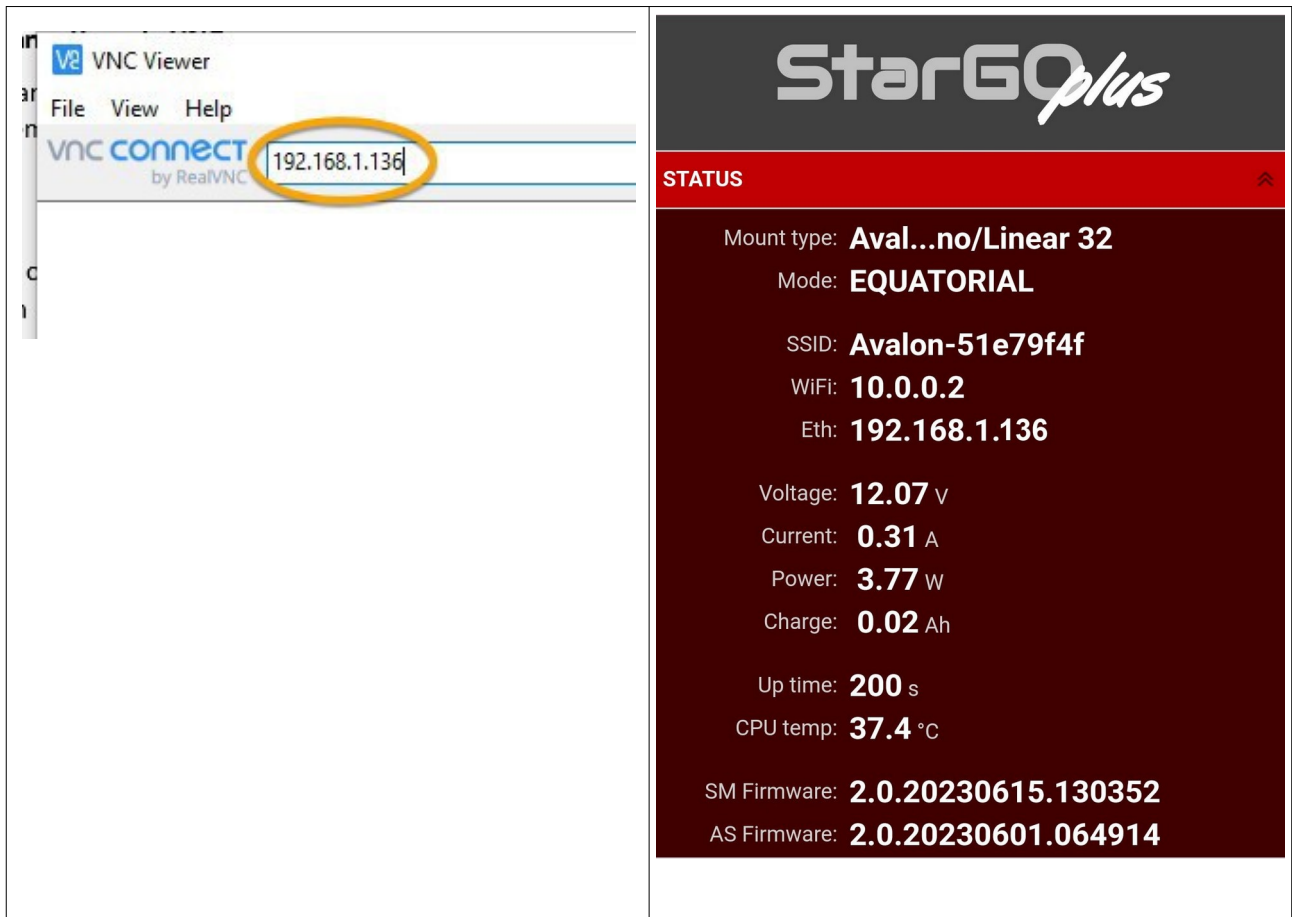 VNC Viewer
File View Help
vnc connect
by RealVNC
192.168.1.136
StarGO plus
STATUS
Mount type: Aval...no/Linear 32
Mode: EQUATORIAL
SSID: Avalon-51e79f4f
WiFi: 10.0.0.2
Eth: 192.168.1.136
Voltage: 12.07 V
Current: 0.31 A
Power: 3.77 W
Charge: 0.02 Ah
Up time: 200 s
CPU temp: 37.4 °C
SM Firmware: 2.0.20230615.130352
AS Firmware: 2.0.20230601.064914